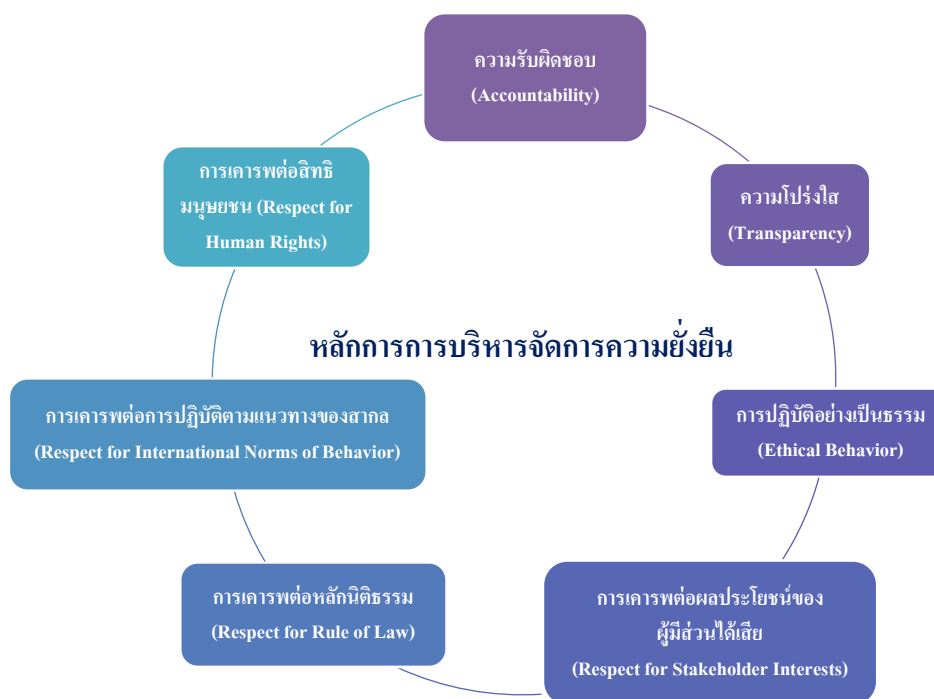 ความรับผิดชอบ
(Accountability)
ความโปร่งใส
(Transparency)
การปฏิบัติอย่างเป็นธรรม
(Ethical Behavior)
การเคารพต่อผลประโยชน์ของ
ผู้มีส่วนได้เสีย
(Respect for Stakeholder Interests)
การเคารพต่อหลักนิติธรรม
(Respect for Rule of Law)
การเคารพต่อการปฏิบัติตามแนวทางของสากล
(Respect for International Norms of Behavior)
การเคารพต่อสิทธิ
มนุษยชน (Respect for
Human Rights)
หลักการการบริหารจัดการความยั่งยืน